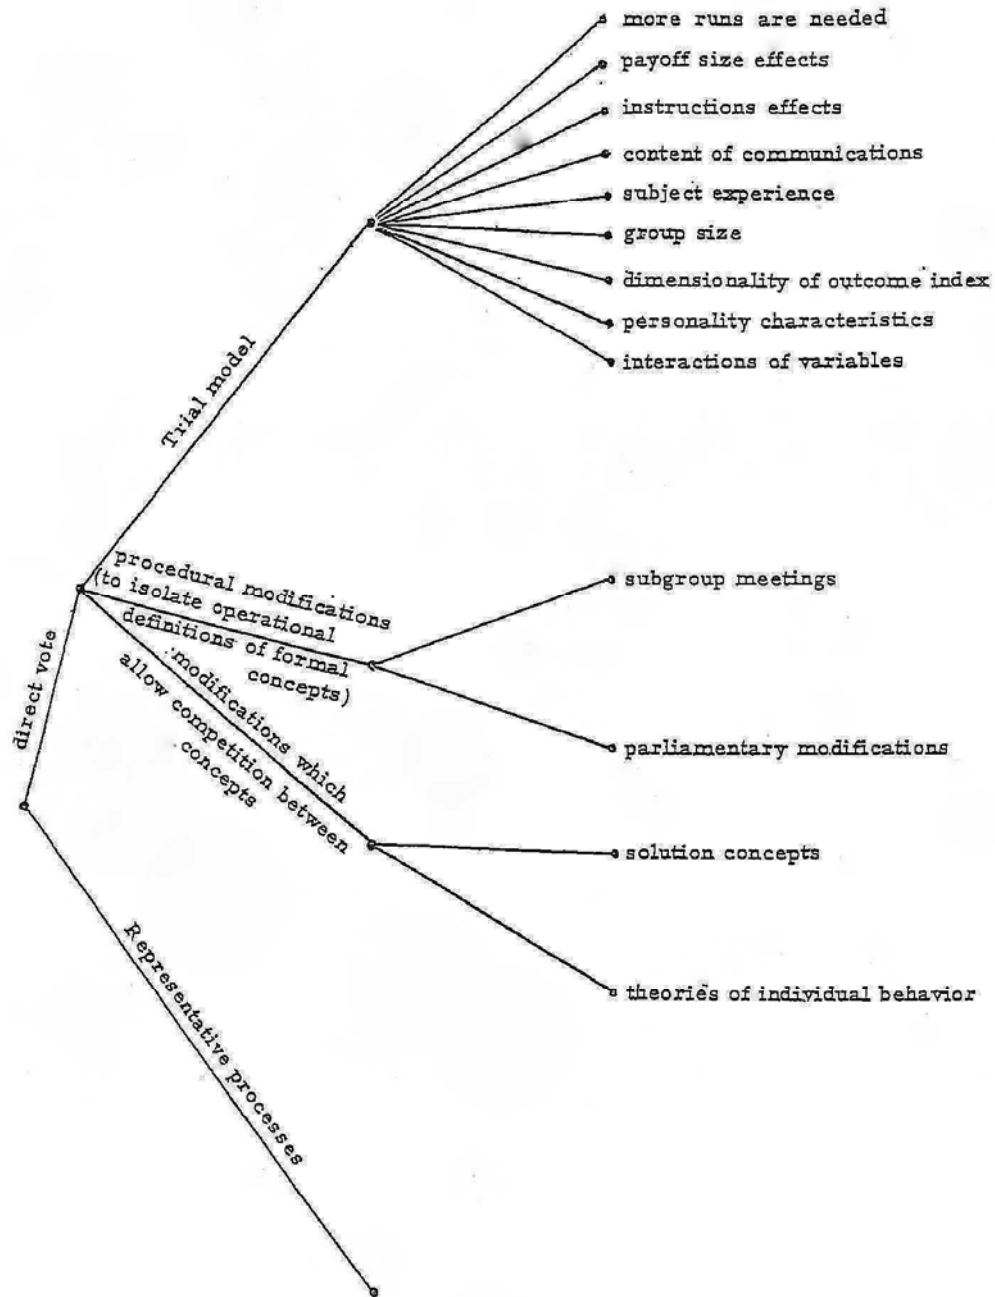 more runs are needed
payoff size effects
instructions effects
content of communications
subject experience
group size
dimensionality of outcome index
personality characteristics
interactions of variables
Trial model
procedural modifications
(to isolate operational
definitions of formal
concepts)
subgroup meetings
parliamentary modifications
modifications which
allow competition between
concepts
solution concepts
theories of individual behavior
direct vote
Representative processes